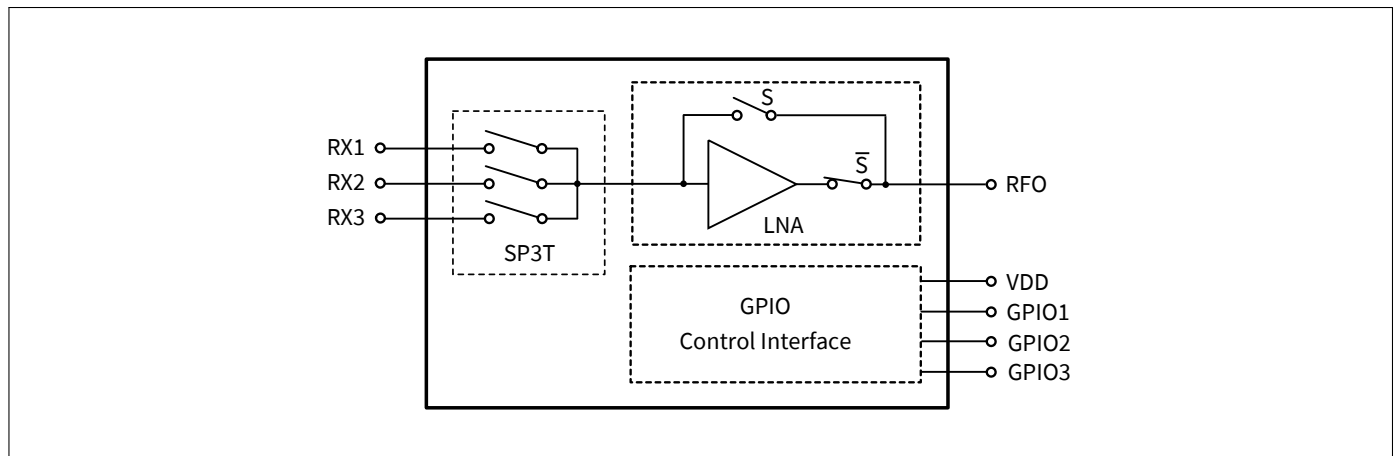 S
RX1
S̅
RX2
RFO
RX3
LNA
SP3T
VDD
GPIO
GPIO1
Control Interface
GPIO2
GPIO3